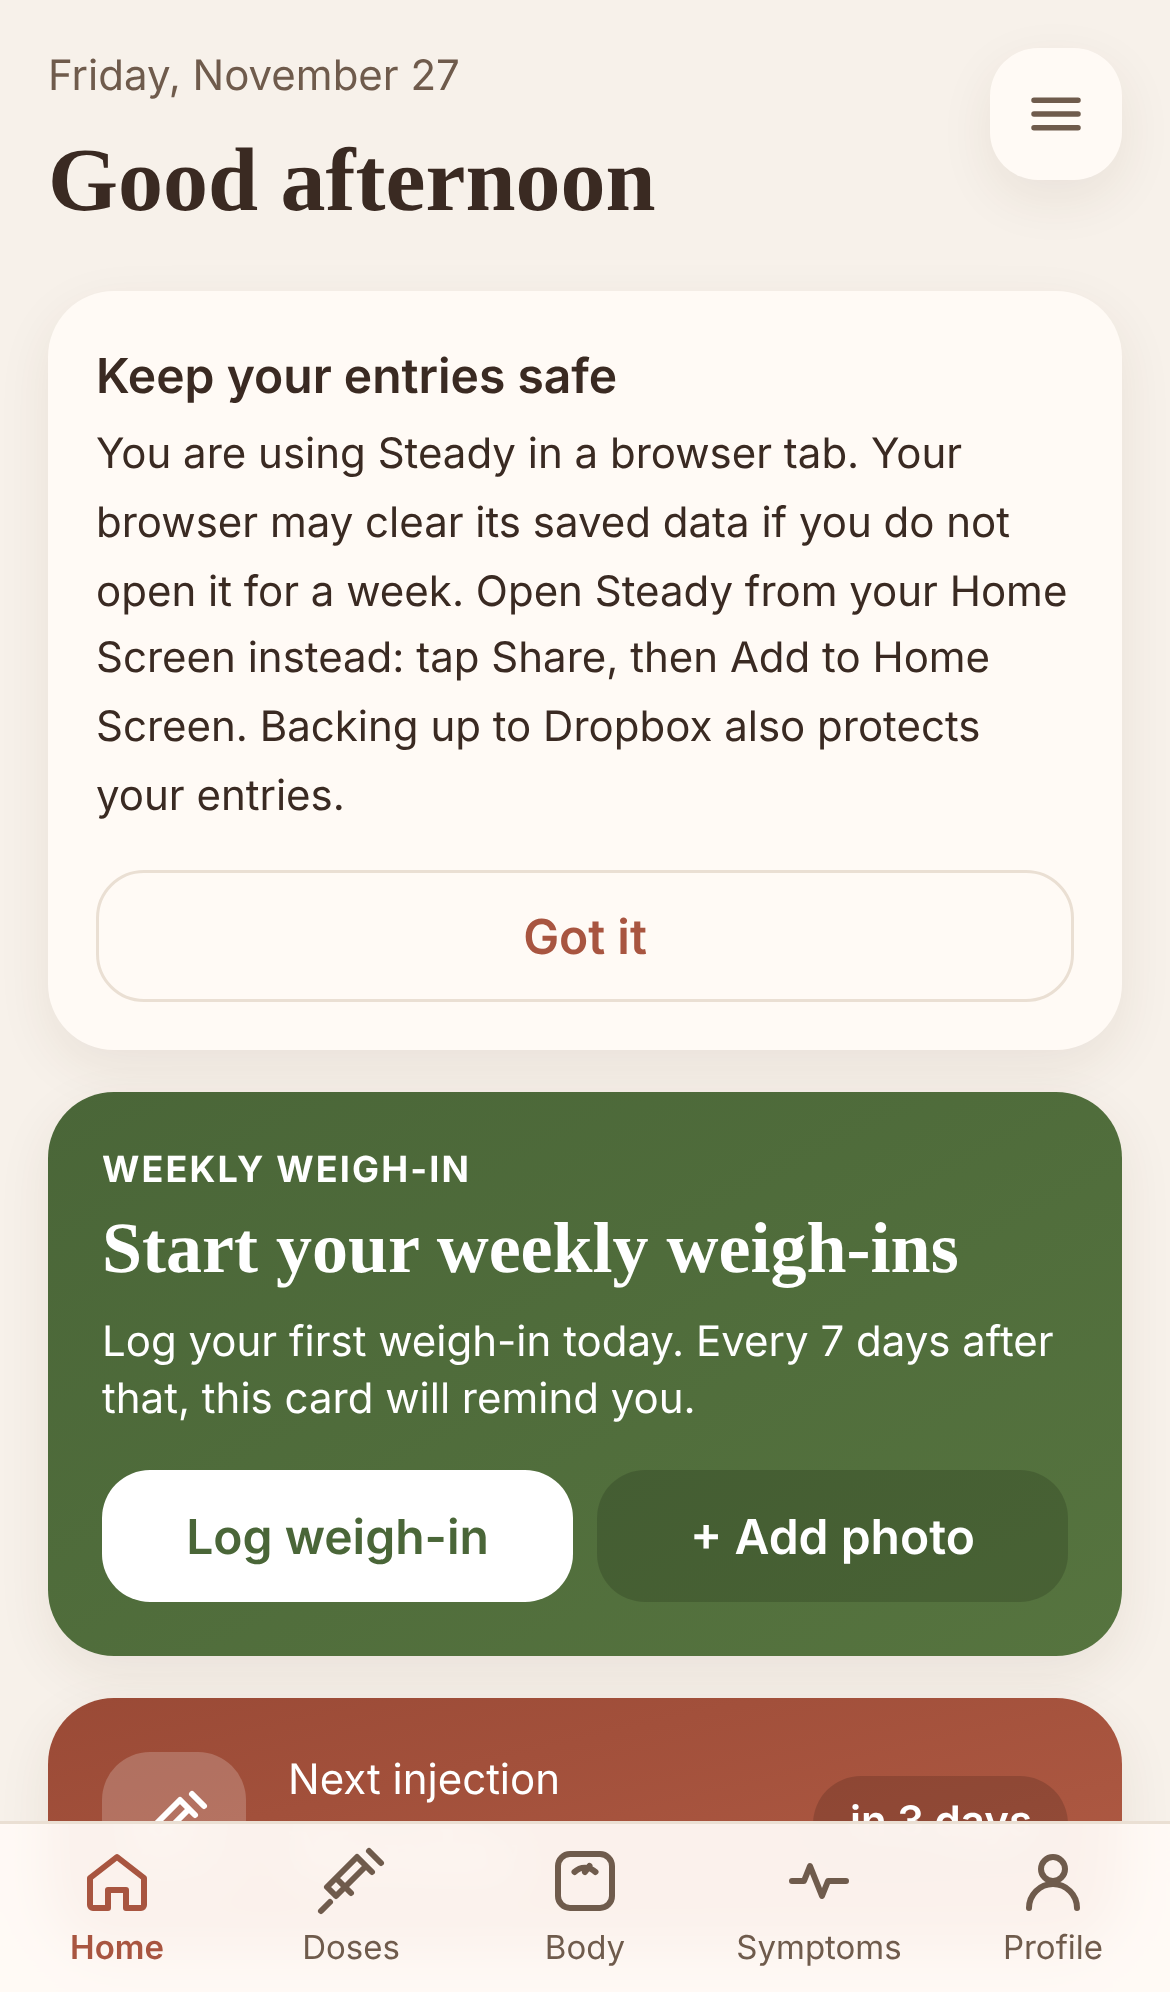 Friday, November 27
Good afternoon
Keep your entries safe
You are using Steady in a browser tab. Your
browser may clear its saved data if you do not
open it for a week. Open Steady from your Home
Screen instead: tap Share, then Add to Home
Screen. Backing up to Dropbox also protects
your entries.
Got it
WEEKLY WEIGH-IN
Start your weekly weigh-ins
Log your first weigh-in today. Every 7 days after
that, this card will remind you.
Log weigh-in
+ Add photo
Next injection
in 3 days
Home
Doses
Body
Symptoms
Profile